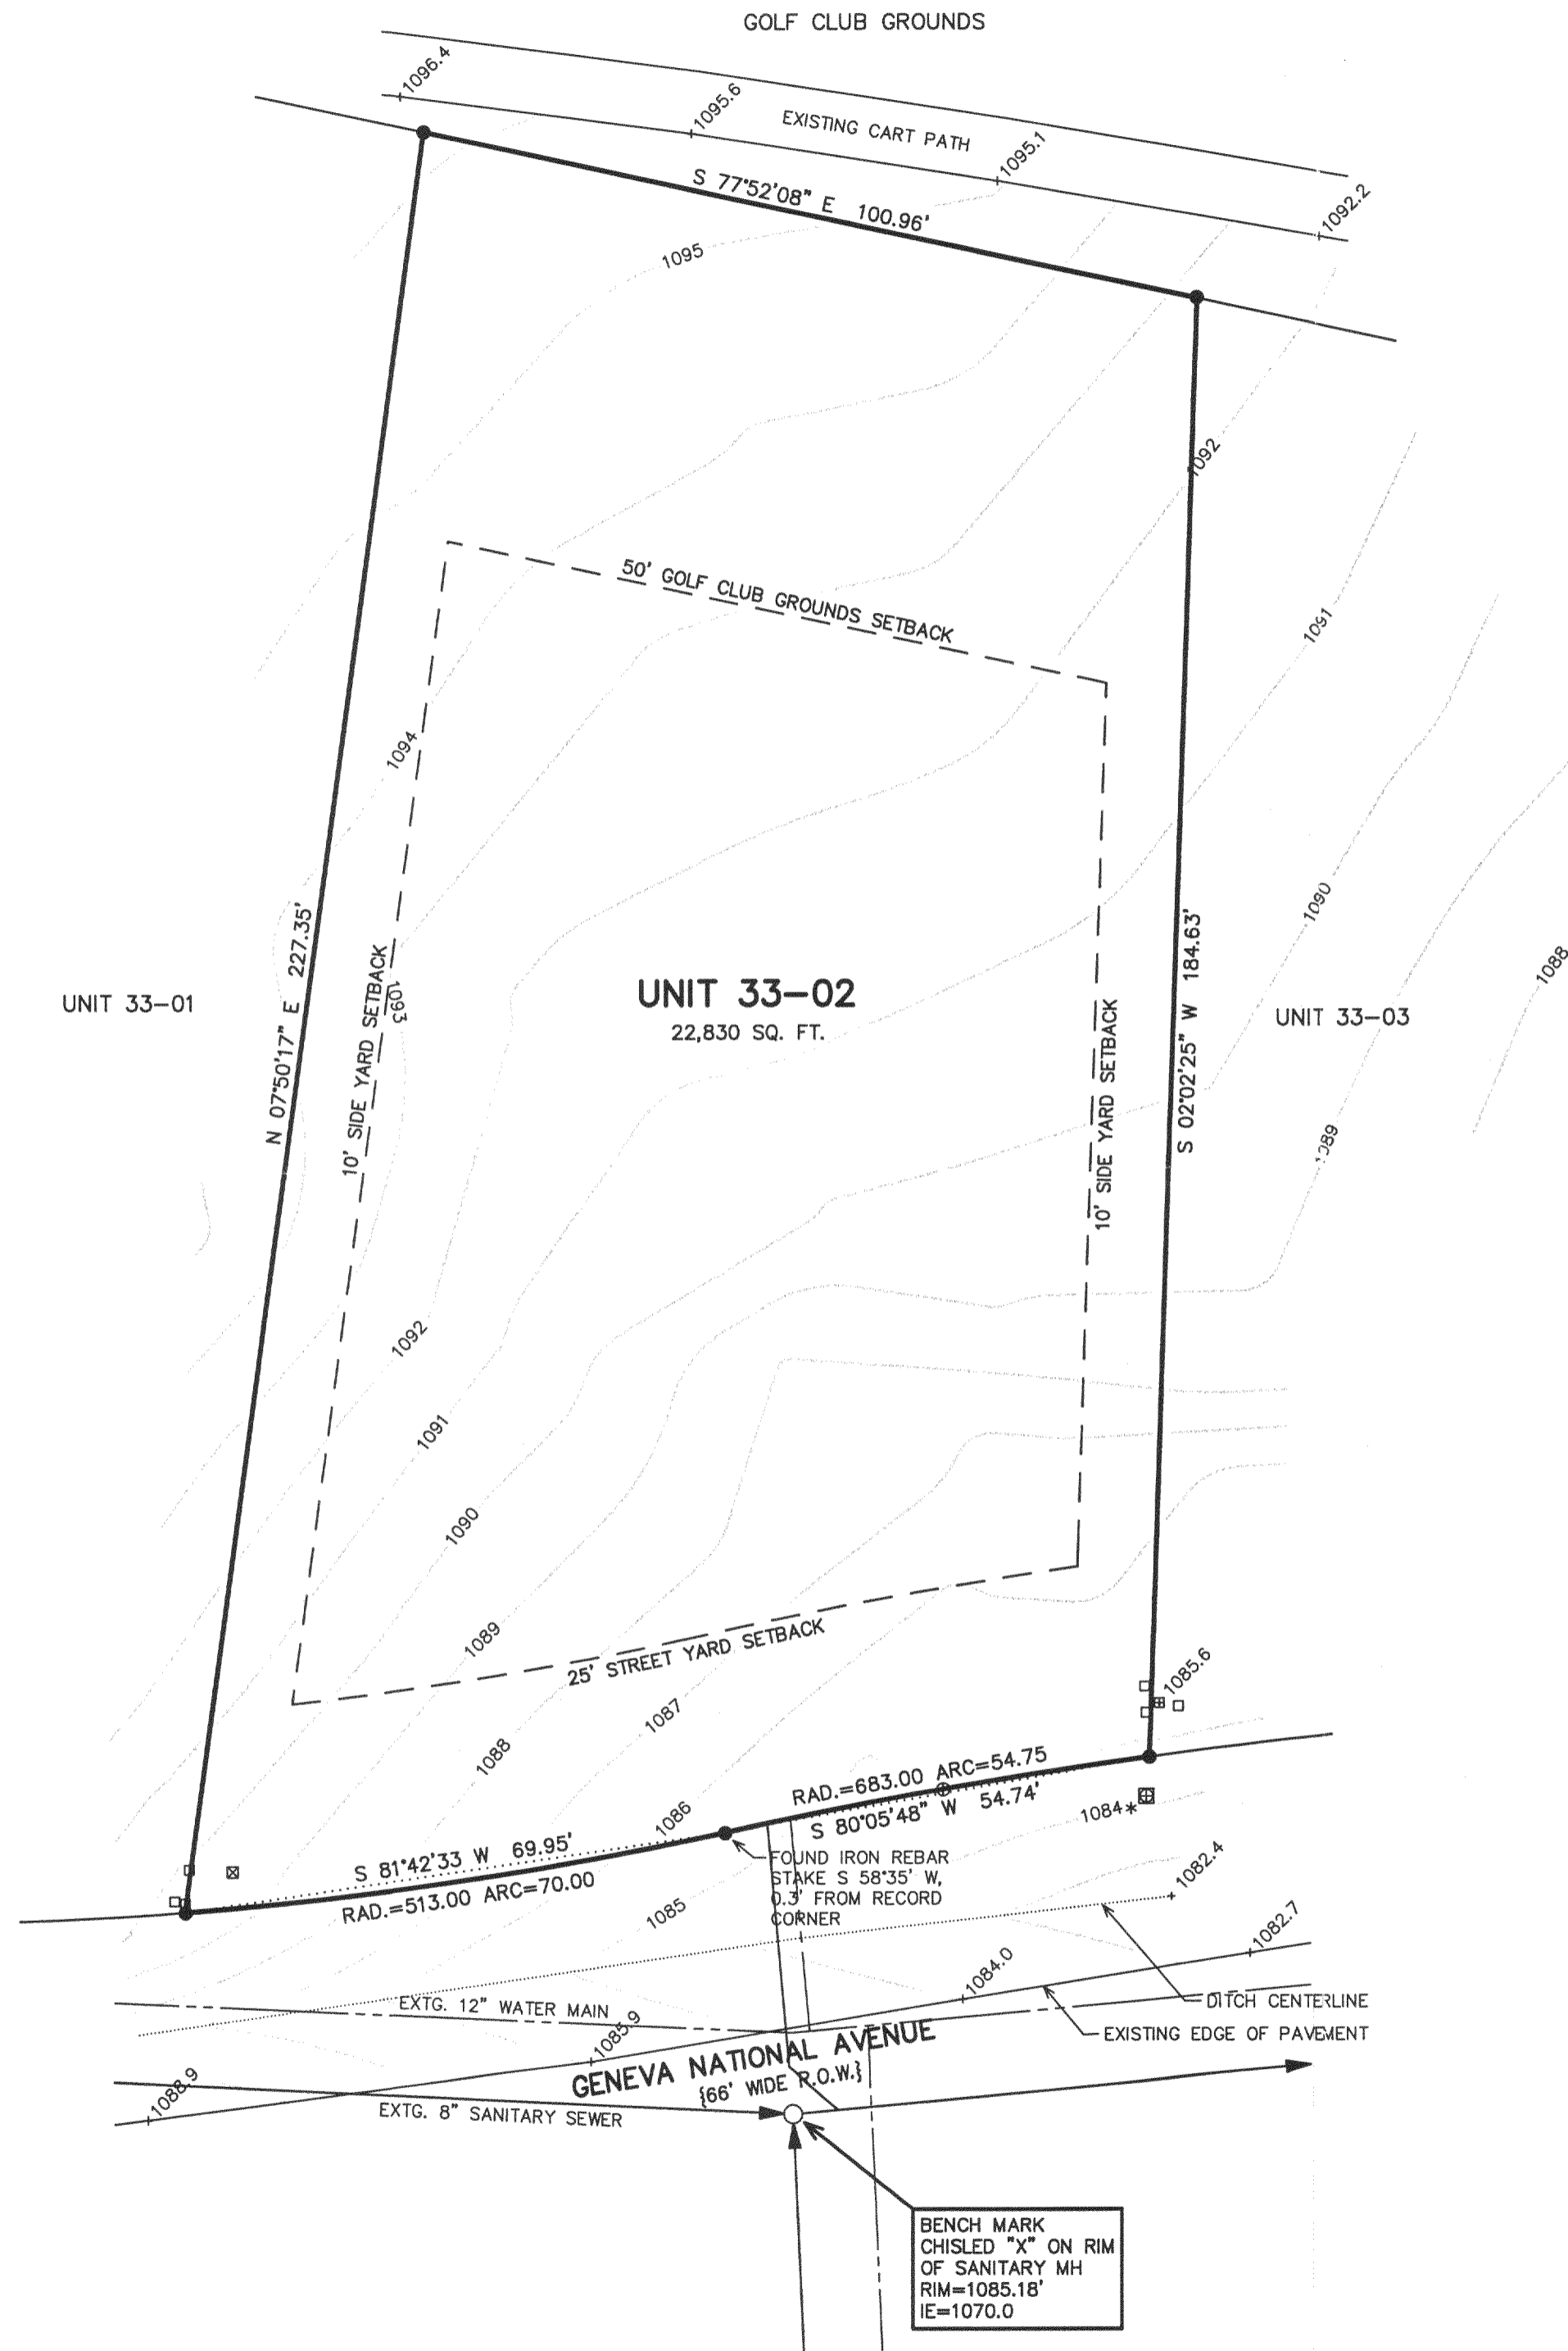 GOLF CLUB GROUNDS
1096.4
1095.6
EXISTING CART PATH
1095.1
1092.2
S 77°52'08" E 100.96'
1095
1092
50' GOLF CLUB GROUNDS SETBACK
1091
1094
N 07°50'17" E 227.35'
10' SIDE YARD SETBACK
1093
UNIT 33-01
UNIT 33-02
22,830 SQ. FT.
10' SIDE YARD SETBACK
S 02°02'25" W 184.63'
UNIT 33-03
1090
1088
1089
1092
1091
1090
1089
25' STREET YARD SETBACK
1088
1087
1086
1085.6
RAD.=683.00 ARC=54.75
S 80°05'48" W 54.74'
1084*
S 81°42'33 W 69.95'
RAD.=513.00 ARC=70.00
FOUND IRON REBAR
STAKE S 58°35' W,
0.3' FROM RECORD
CORNER
1085
1082.4
1082.7
1084.0
DITCH CENTERLINE
EXISTING EDGE OF PAVEMENT
EXTG. 12" WATER MAIN
1085.9
GENEVA NATIONAL AVENUE
{66' WIDE R.O.W.}
1088.9
EXTG. 8" SANITARY SEWER
BENCH MARK
CHISLED "X" ON RIM
OF SANITARY MH
RIM=1085.18'
IE=1070.0